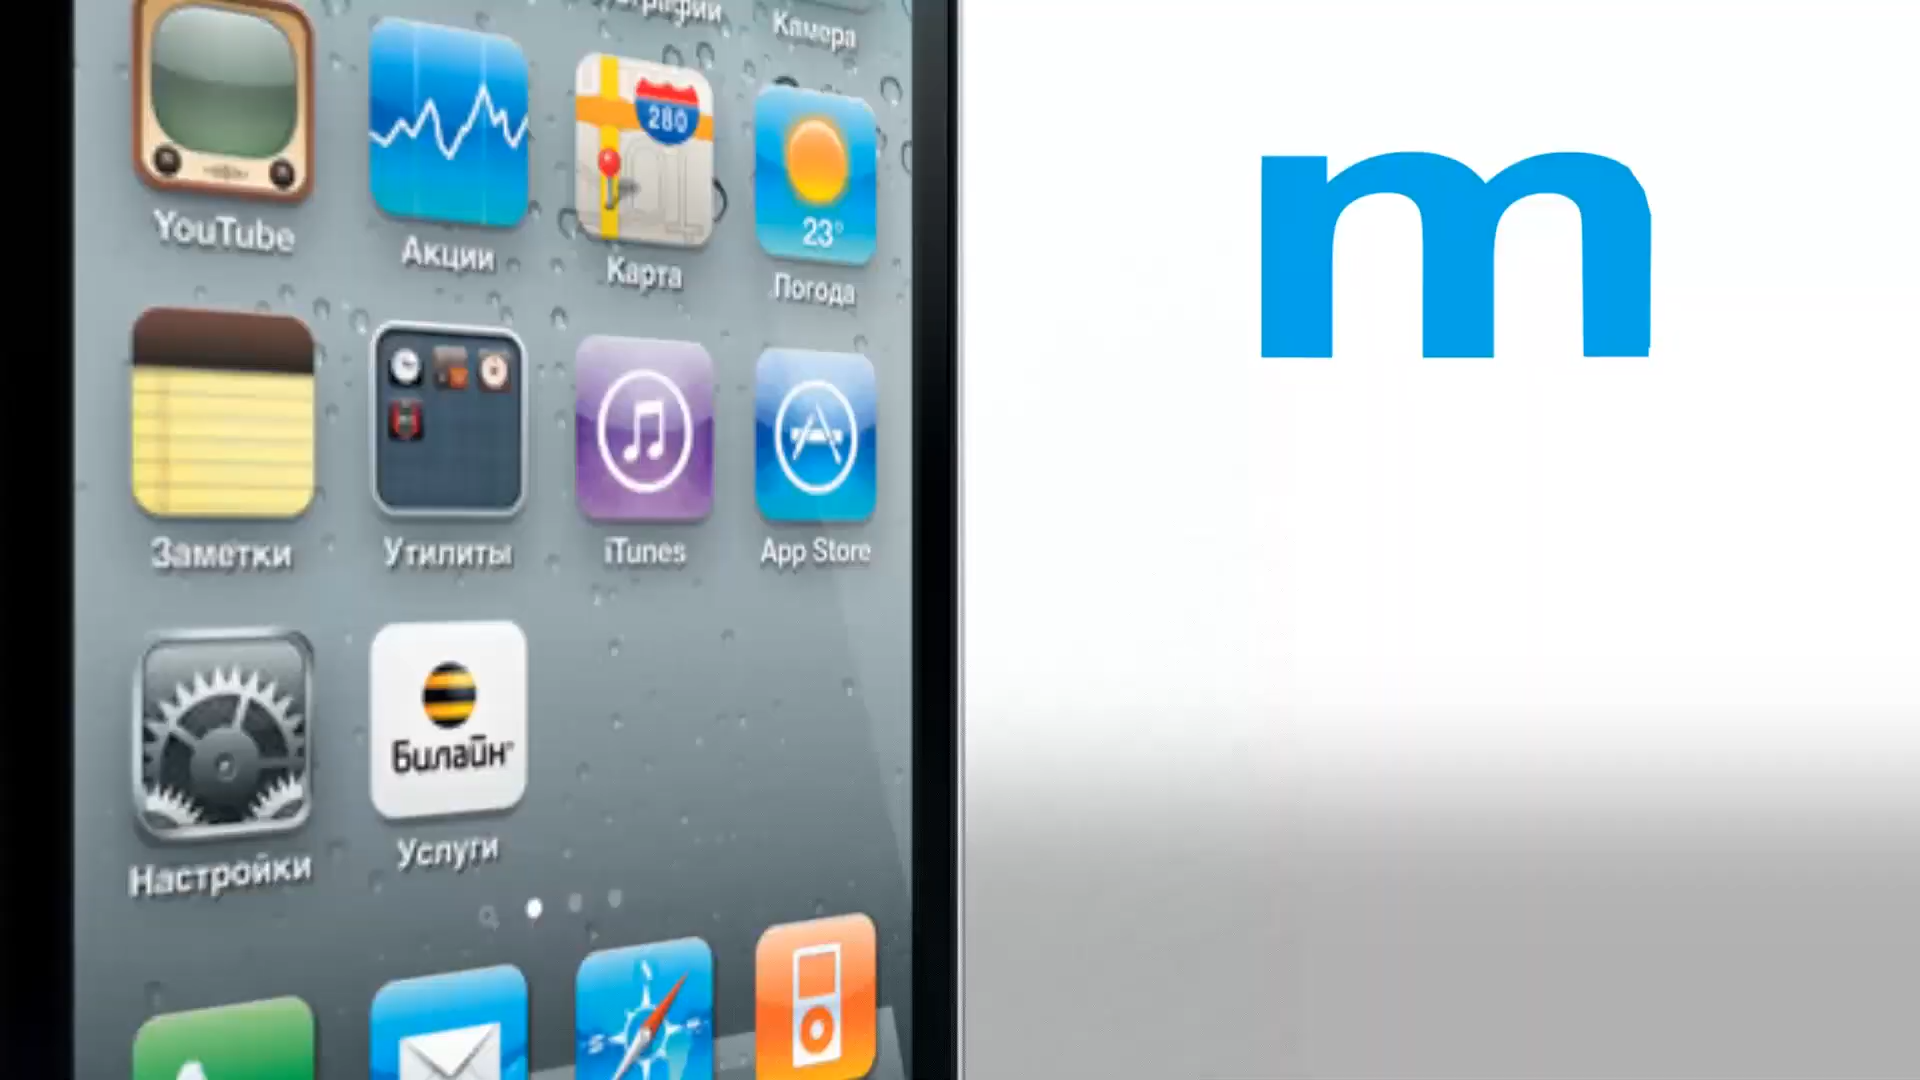 Камера
280
23°
YouTube
Акции
Карта
Погода
Заметки
Утилиты
iTunes
App Store
Билайн
Настройки
Услуги
m